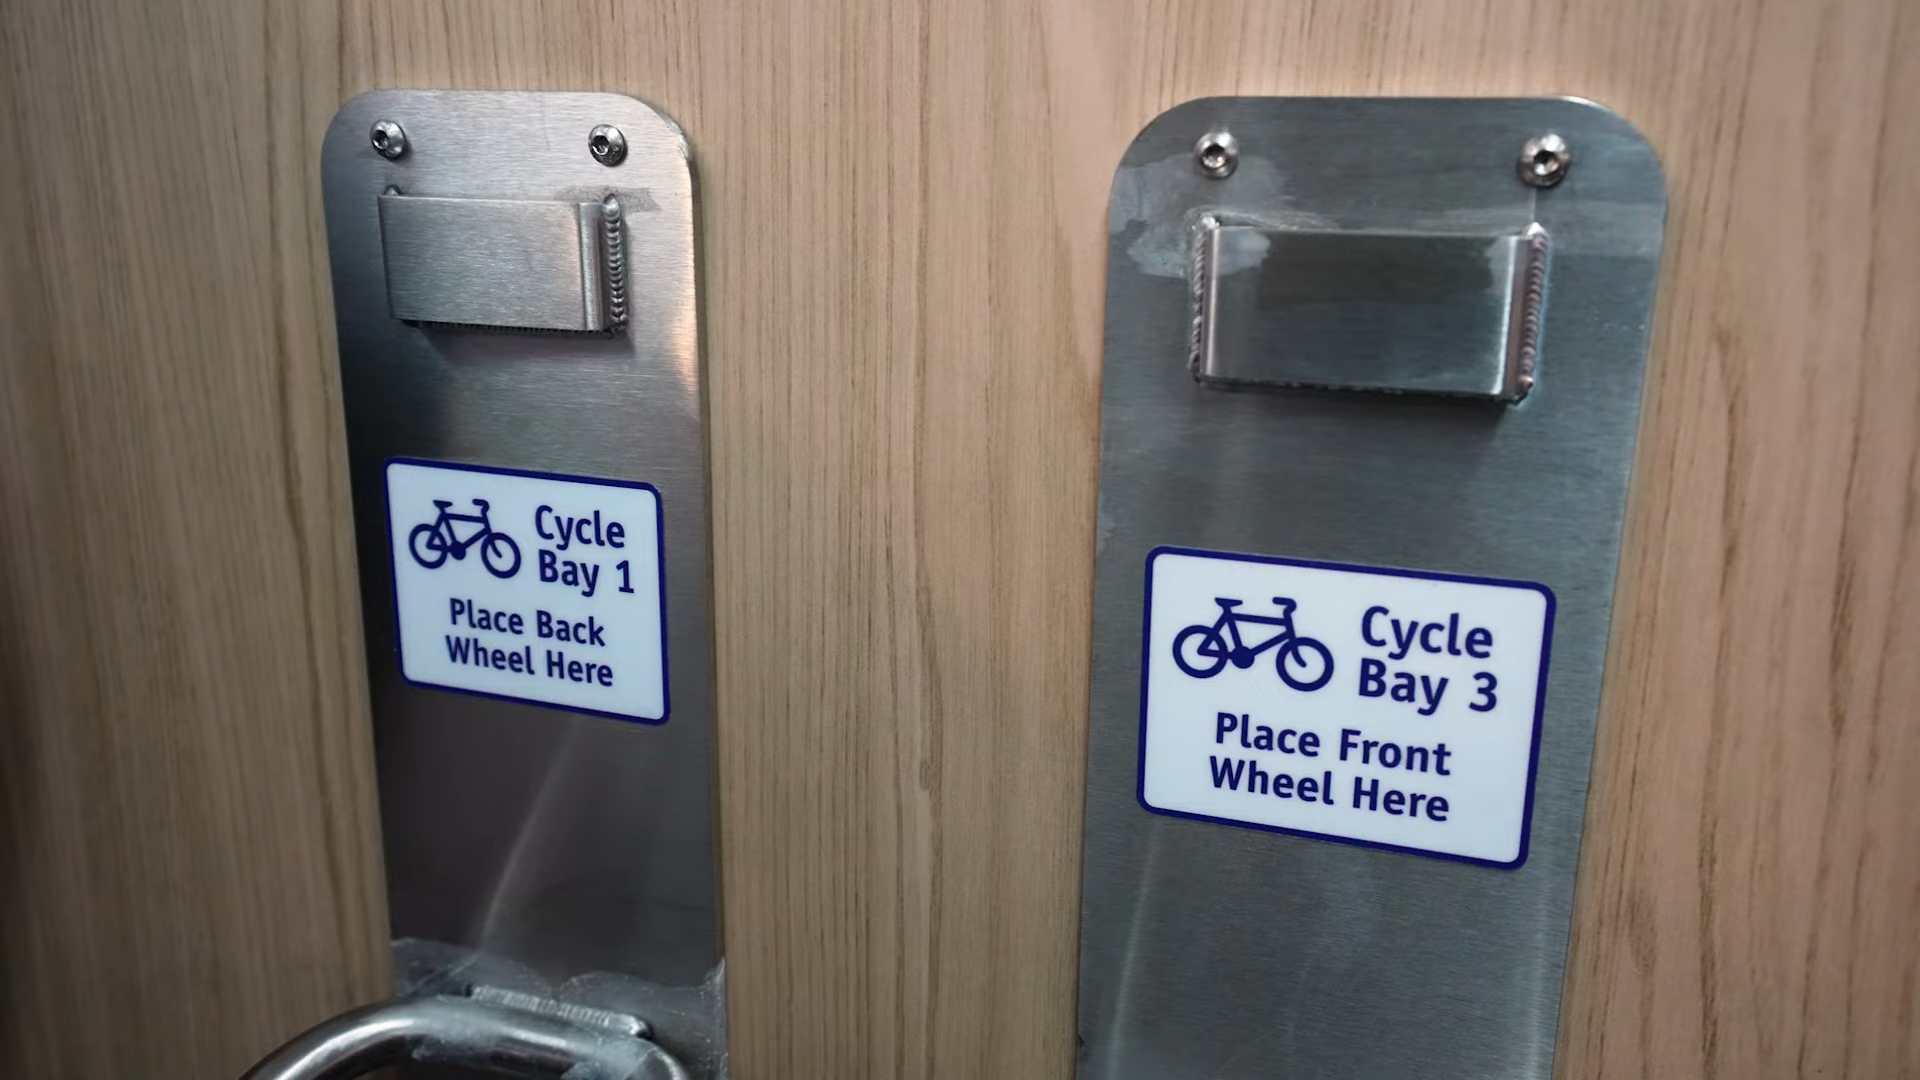 Cycle
Bay 1
Place Back
Wheel Here
Cycle
Bay 3
Place Front
Wheel Here